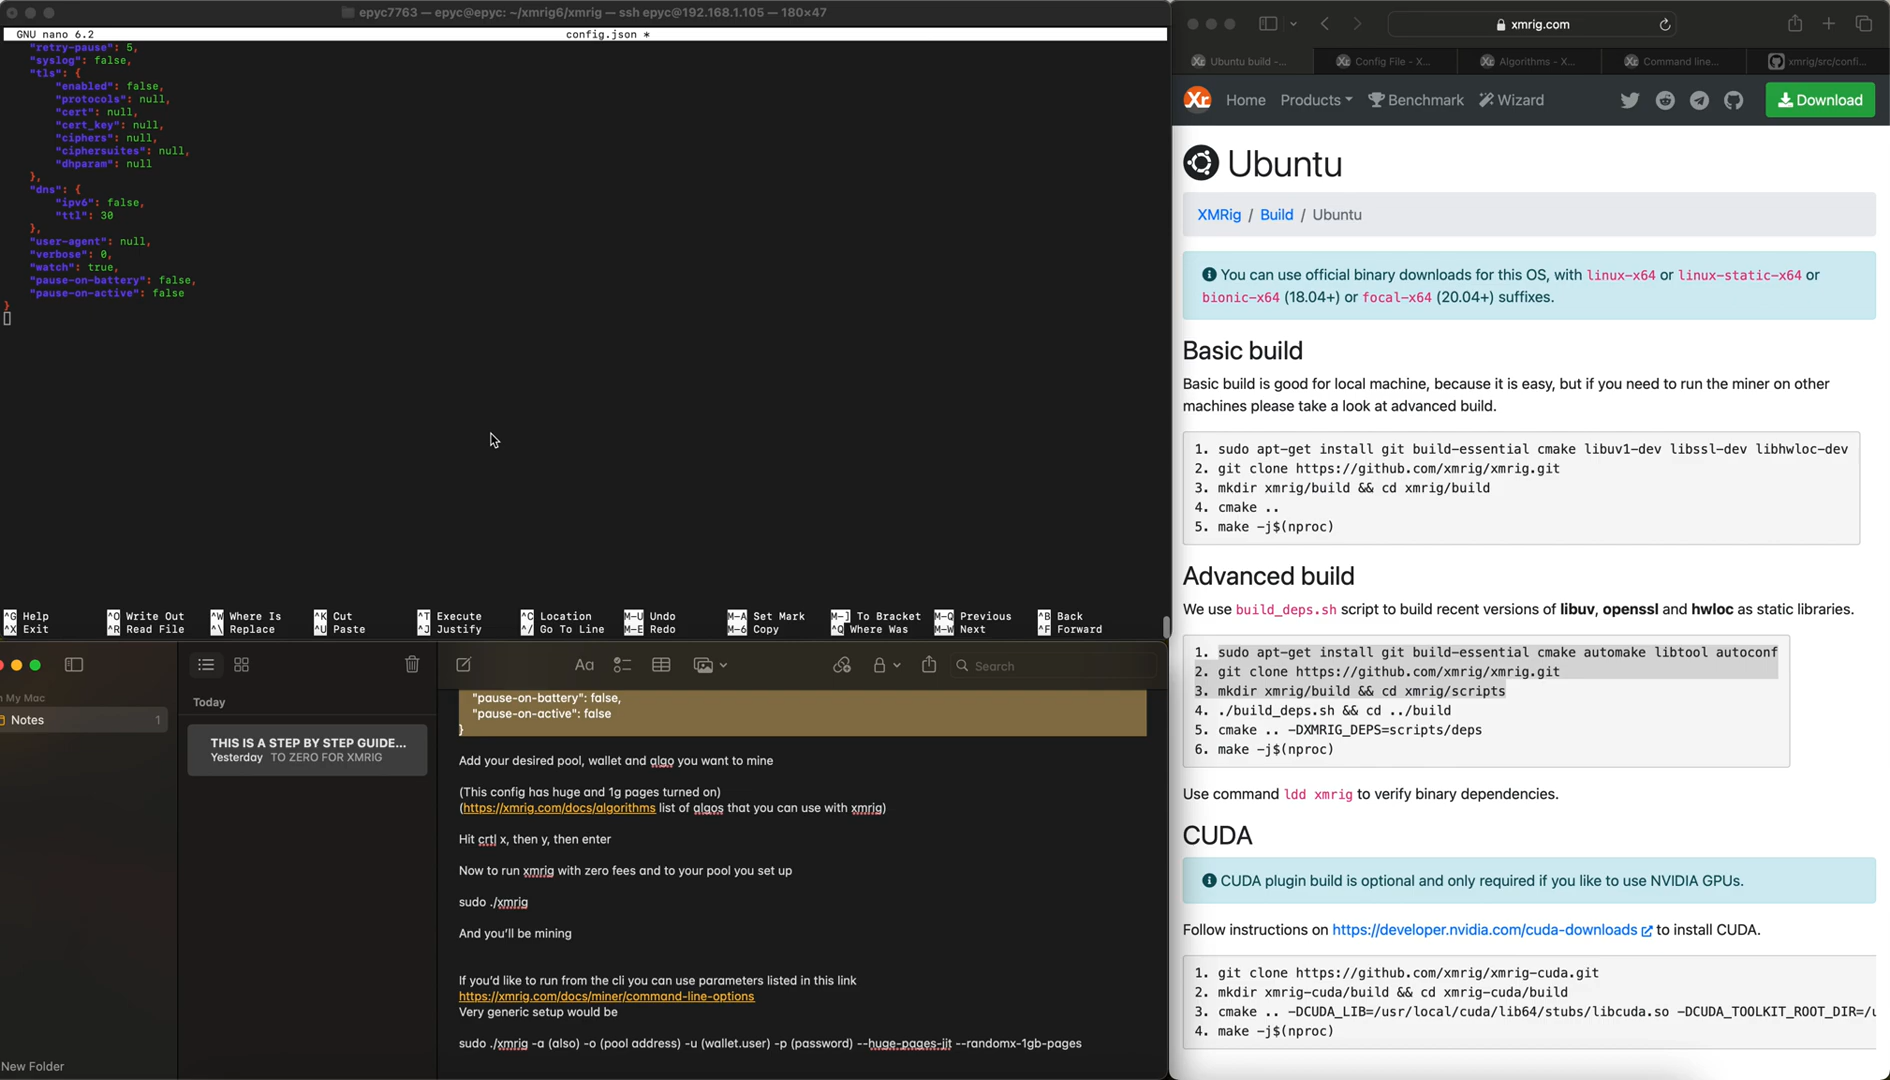 epyc7763 — epyc@epyc: ~/xmrig6/xmrig — ssh epyc@192.168.1.105 — 180×47
GNU nano 6.2 config.json *
"retry-pause": 5,
"syslog": false,
"tls": {
"enabled": false,
"protocols": null,
"cert": null,
"cert_key": null,
"ciphers": null,
"ciphersuites": null,
"dhparam": null
},
"dns": {
"ipv6": false,
"ttl": 30
},
"user-agent": null,
"verbose": 0,
"watch": true,
"pause-on-battery": false,
"pause-on-active": false
}
^G Help ^O Write Out ^W Where Is ^K Cut ^T Execute ^C Location M-U Undo M-A Set Mark M-] To Bracket M-Q Previous ^B Back
^X Exit ^R Read File ^\ Replace ^U Paste ^J Justify ^/ Go To Line M-E Redo M-6 Copy ^Q Where Was M-W Next ^F Forward
n My Mac
Notes 1
New Folder
Today
THIS IS A STEP BY STEP GUIDE...
Yesterday TO ZERO FOR XMRIG
Aa
Search
"pause-on-battery": false,
"pause-on-active": false
}
Add your desired pool, wallet and algo you want to mine
(This config has huge and 1g pages turned on)
(https://xmrig.com/docs/algorithms list of algos that you can use with xmrig)
Hit crtl x, then y, then enter
Now to run xmrig with zero fees and to your pool you set up
sudo ./xmrig
And you'll be mining
If you'd like to run from the cli you can use parameters listed in this link
https://xmrig.com/docs/miner/command-line-options
Very generic setup would be
sudo ./xmrig -a (also) -o (pool address) -u (wallet.user) -p (password) --huge-pages-jit --randomx-1gb-pages
xmrig.com
Ubuntu build -...
Config File - X...
Algorithms - X...
Command line...
xmrig/src/confi...
Xr Home Products Benchmark Wizard Download
Ubuntu
XMRig / Build / Ubuntu
You can use official binary downloads for this OS, with linux-x64 or linux-static-x64 or
bionic-x64 (18.04+) or focal-x64 (20.04+) suffixes.
Basic build
Basic build is good for local machine, because it is easy, but if you need to run the miner on other
machines please take a look at advanced build.
1. sudo apt-get install git build-essential cmake libuv1-dev libssl-dev libhwloc-dev
2. git clone https://github.com/xmrig/xmrig.git
3. mkdir xmrig/build && cd xmrig/build
4. cmake ..
5. make -j$(nproc)
Advanced build
We use build_deps.sh script to build recent versions of libuv, openssl and hwloc as static libraries.
1. sudo apt-get install git build-essential cmake automake libtool autoconf
2. git clone https://github.com/xmrig/xmrig.git
3. mkdir xmrig/build && cd xmrig/scripts
4. ./build_deps.sh && cd ../build
5. cmake .. -DXMRIG_DEPS=scripts/deps
6. make -j$(nproc)
Use command ldd xmrig to verify binary dependencies.
CUDA
CUDA plugin build is optional and only required if you like to use NVIDIA GPUs.
Follow instructions on https://developer.nvidia.com/cuda-downloads to install CUDA.
1. git clone https://github.com/xmrig/xmrig-cuda.git
2. mkdir xmrig-cuda/build && cd xmrig-cuda/build
3. cmake .. -DCUDA_LIB=/usr/local/cuda/lib64/stubs/libcuda.so -DCUDA_TOOLKIT_ROOT_DIR=/u
4. make -j$(nproc)